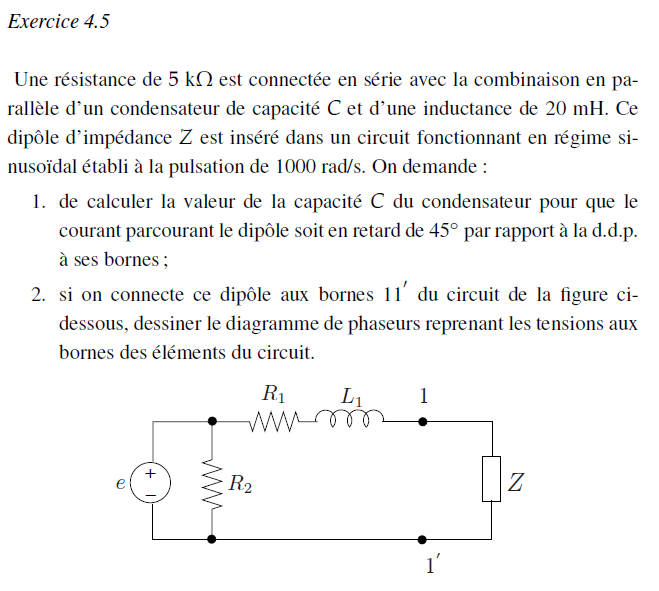 Exercice 4.5
Une résistance de 5 kΩ est connectée en série avec la combinaison en pa-
rallèle d'un condensateur de capacité C et d'une inductance de 20 mH. Ce
dipôle d'impédance Z est inséré dans un circuit fonctionnant en régime si-
nusoïdal établi à la pulsation de 1000 rad/s. On demande :
1. de calculer la valeur de la capacité C du condensateur pour que le
courant parcourant le dipôle soit en retard de 45° par rapport à la d.d.p.
à ses bornes ;
2. si on connecte ce dipôle aux bornes 11′ du circuit de la figure ci-
dessous, dessiner le diagramme de phaseurs reprenant les tensions aux
bornes des éléments du circuit.
R₁ L₁ 1
e + − R₂ Z
1′